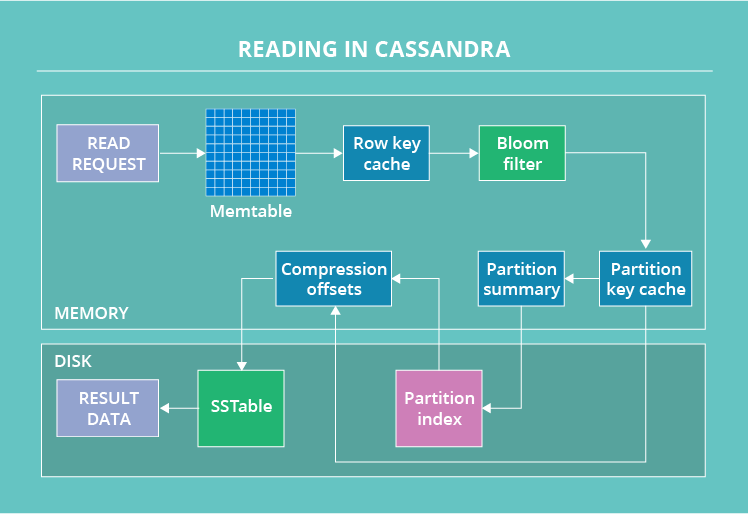 READING IN CASSANDRA
READ
REQUEST
Memtable
Row key
cache
Bloom
filter
Compression
offsets
Partition
summary
Partition
key cache
MEMORY
DISK
RESULT
DATA
SSTable
Partition
index